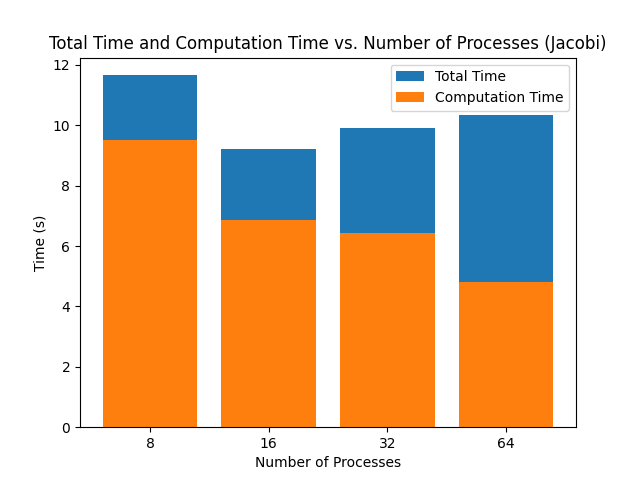 Total Time and Computation Time vs. Number of Processes (Jacobi)
Total Time
Computation Time
12
10
8
6
4
2
0
Time (s)
8 16 32 64
Number of Processes